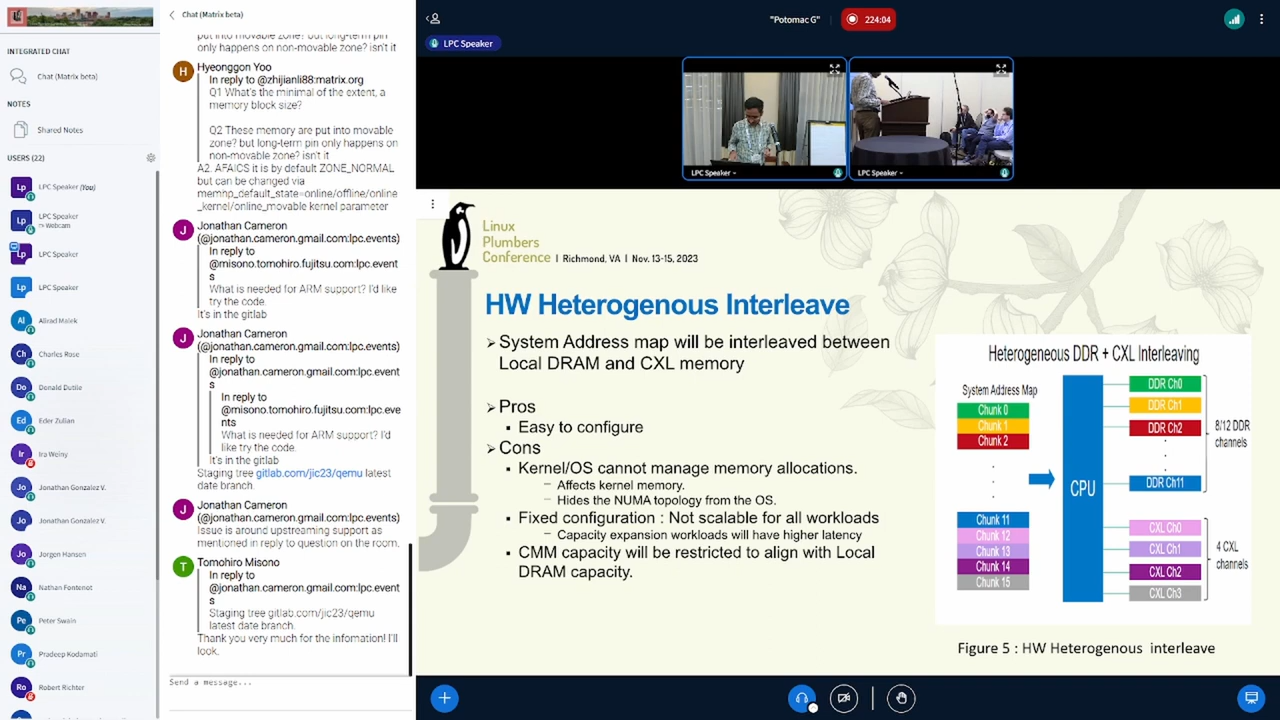 INTEGRATED CHAT
Chat (Matrix beta)
NOTES
Shared Notes
USERS (22)
Lp LPC Speaker (You)
Lp LPC Speaker
Webcam
Lp LPC Speaker
Lp LPC Speaker
Al Allrad Malek
Ch Charles Rose
Do Donald Dutile
Ed Eder Zulian
Ir Ira Weiny
Jo Jonathan Gonzalez V.
Jo Jonathan Gonzalez V.
Jo Jorgen Hansen
Na Nathan Fontenot
Pe Peter Swain
Pr Pradeep Kodamati
Ro Robert Richter
Chat (Matrix beta)
put into movable zone? but long-term pin
only happens on non-movable zone? isn't it
H Hyeonggon Yoo
In reply to @zhijianli88:matrix.org
Q1 What's the minimal of the extent, a
memory block size?
Q2 These memory are put into movable
zone? but long-term pin only happens on
non-movable zone? isn't it
A2. AFAICS it is by default ZONE_NORMAL
but can be changed via
memhp_default_state=online/offline/online
_kernel/online_movable kernel parameter
J Jonathan Cameron
(@jonathan.cameron.gmail.com:lpc.events)
In reply to
@misono.tomohiro.fujitsu.com:lpc.event
s
What is needed for ARM support? I'd like
try the code.
It's in the gitlab
J Jonathan Cameron
(@jonathan.cameron.gmail.com:lpc.events)
In reply to
@jonathan.cameron.gmail.com:lpc.event
s
In reply to
@misono.tomohiro.fujitsu.com:lpc.eve
nts
What is needed for ARM support? I'd
like try the code.
It's in the gitlab
Staging tree gitlab.com/jic23/qemu latest
date branch.
J Jonathan Cameron
(@jonathan.cameron.gmail.com:lpc.events)
Issue is around upstreaming support as
mentioned in reply to question on the room.
T Tomohiro Misono
In reply to
@jonathan.cameron.gmail.com:lpc.event
s
Staging tree gitlab.com/jic23/qemu
latest date branch.
Thank you very much for the infomation! I'll
look.
Send a message...
"Potomac G" 224:04
LPC Speaker
LPC Speaker
LPC Speaker
Linux
Plumbers
Conference | Richmond, VA | Nov. 13-15, 2023
HW Heterogenous Interleave
System Address map will be interleaved between
Local DRAM and CXL memory
Pros
Easy to configure
Cons
Kernel/OS cannot manage memory allocations.
– Affects kernel memory.
– Hides the NUMA topology from the OS.
Fixed configuration : Not scalable for all workloads
– Capacity expansion workloads will have higher latency
CMM capacity will be restricted to align with Local
DRAM capacity.
Heterogeneous DDR + CXL Interleaving
System Address Map
Chunk 0
Chunk 1
Chunk 2
Chunk 11
Chunk 12
Chunk 13
Chunk 14
Chunk 15
CPU
DDR Ch0
DDR Ch1
DDR Ch2
DDR Ch11
8/12 DDR
channels
CXL Ch0
CXL Ch1
CXL Ch2
CXL Ch3
4 CXL
channels
Figure 5 : HW Heterogenous interleave